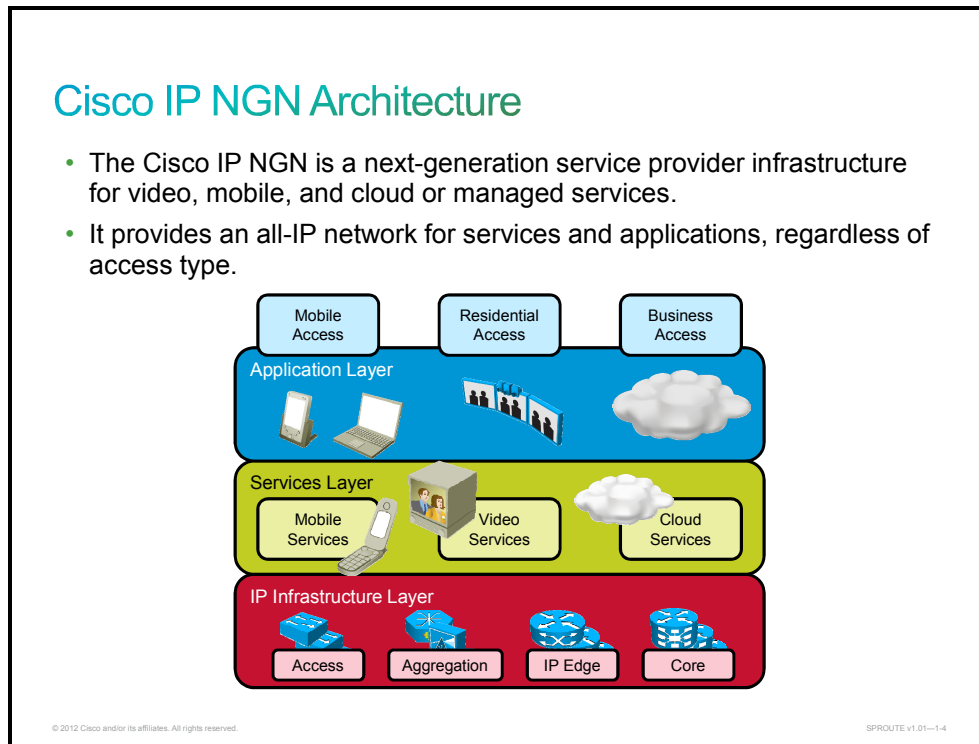 Cisco IP NGN Architecture
• The Cisco IP NGN is a next-generation service provider infrastructure
for video, mobile, and cloud or managed services.
• It provides an all-IP network for services and applications, regardless of
access type.
Mobile
Access
Residential
Access
Business
Access
Application Layer
Services Layer
Mobile
Services
Video
Services
Cloud
Services
IP Infrastructure Layer
Access
Aggregation
IP Edge
Core
© 2012 Cisco and/or its affiliates. All rights reserved.
SPROUTE v1.01—1-4